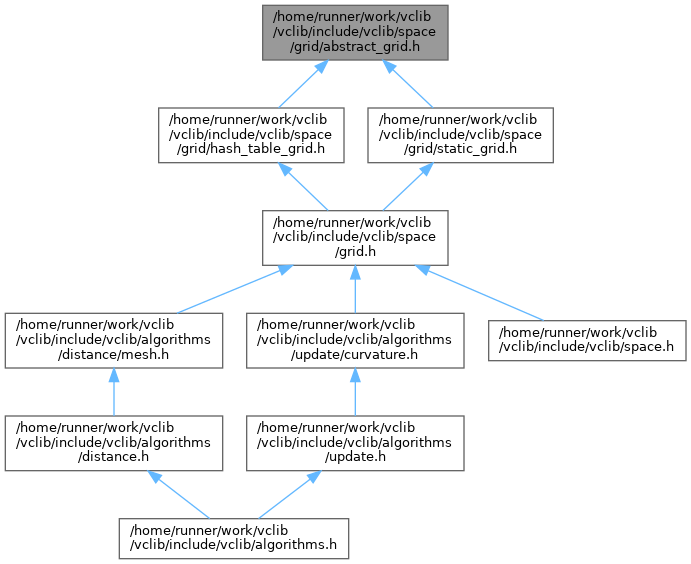 /home/runner/work/vclib
/vclib/include/vclib/space
/grid/abstract_grid.h
/home/runner/work/vclib
/vclib/include/vclib/space
/grid/hash_table_grid.h
/home/runner/work/vclib
/vclib/include/vclib/space
/grid/static_grid.h
/home/runner/work/vclib
/vclib/include/vclib/space
/grid.h
/home/runner/work/vclib
/vclib/include/vclib/algorithms
/distance/mesh.h
/home/runner/work/vclib
/vclib/include/vclib/algorithms
/update/curvature.h
/home/runner/work/vclib
/vclib/include/vclib/space.h
/home/runner/work/vclib
/vclib/include/vclib/algorithms
/distance.h
/home/runner/work/vclib
/vclib/include/vclib/algorithms
/update.h
/home/runner/work/vclib
/vclib/include/vclib/algorithms.h